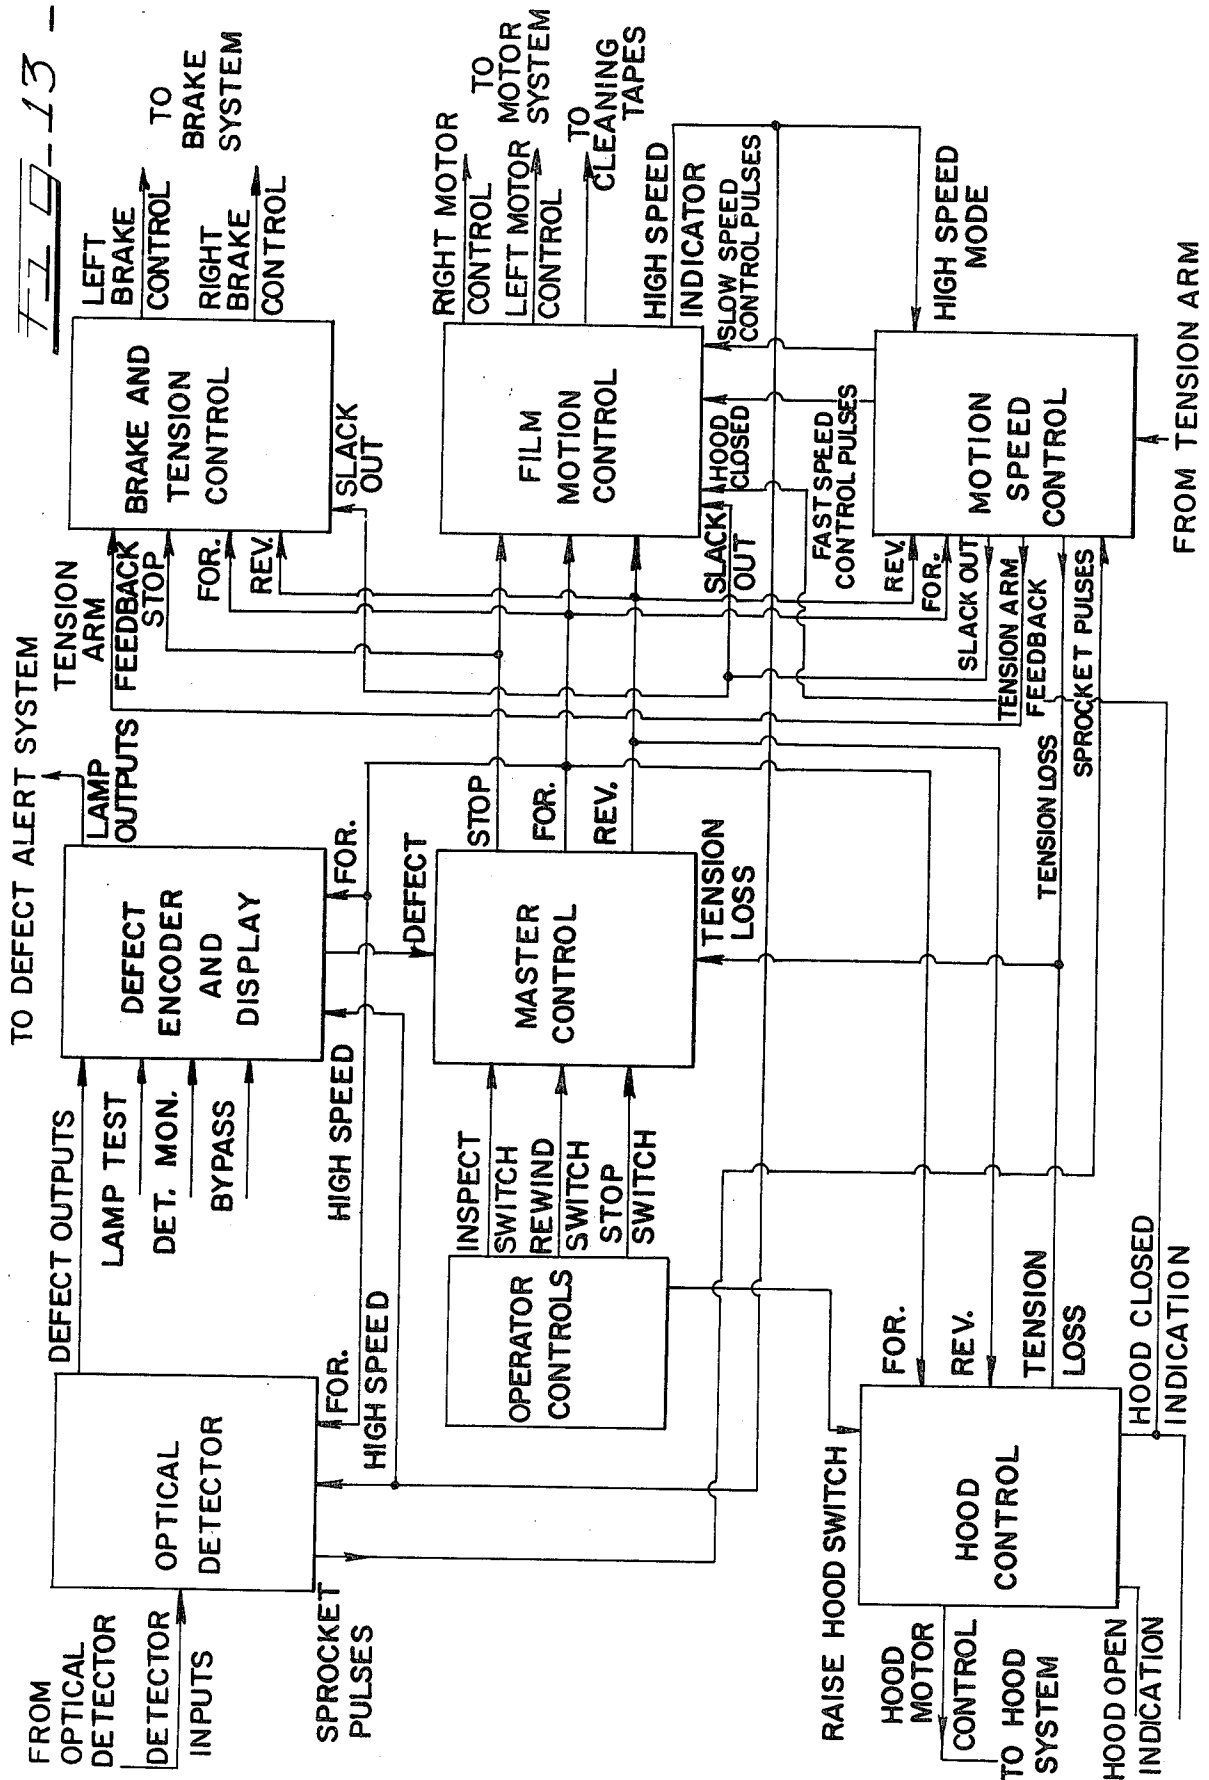 Fig-13-
FROM
OPTICAL
DETECTOR
DETECTOR
INPUTS
OPTICAL
DETECTOR
SPROCKET
PULSES
FOR.
HIGH SPEED
DEFECT OUTPUTS
LAMP TEST
DET. MON.
BYPASS
HIGH SPEED
DEFECT
ENCODER
AND
DISPLAY
FOR.
DEFECT
TO DEFECT ALERT SYSTEM
LAMP
OUTPUTS
TENSION
ARM
FEEDBACK
STOP
FOR.
REV.
BRAKE AND
TENSION
CONTROL
SLACK
OUT
LEFT
BRAKE
CONTROL
RIGHT
BRAKE
CONTROL
TO
BRAKE
SYSTEM
OPERATOR
CONTROLS
INSPECT
SWITCH
REWIND
SWITCH
STOP
SWITCH
MASTER
CONTROL
STOP
FOR.
REV.
TENSION
LOSS
FILM
MOTION
CONTROL
SLACK
OUT
HOOD
CLOSED
RIGHT MOTOR
CONTROL
LEFT MOTOR
CONTROL
TO
MOTOR
SYSTEM
TO
CLEANING
TAPES
HIGH SPEED
INDICATOR
SLOW SPEED
CONTROL PULSES
FAST SPEED
CONTROL PULSES
HIGH SPEED
MODE
RAISE HOOD SWITCH
HOOD
MOTOR
CONTROL
TO HOOD
SYSTEM
HOOD OPEN
INDICATION
HOOD
CONTROL
FOR.
REV.
TENSION
LOSS
HOOD CLOSED
INDICATION
TENSION LOSS
REV.
FOR.
SLACK OUT
TENSION ARM
FEEDBACK
SPROCKET PULSES
MOTION
SPEED
CONTROL
FROM TENSION ARM